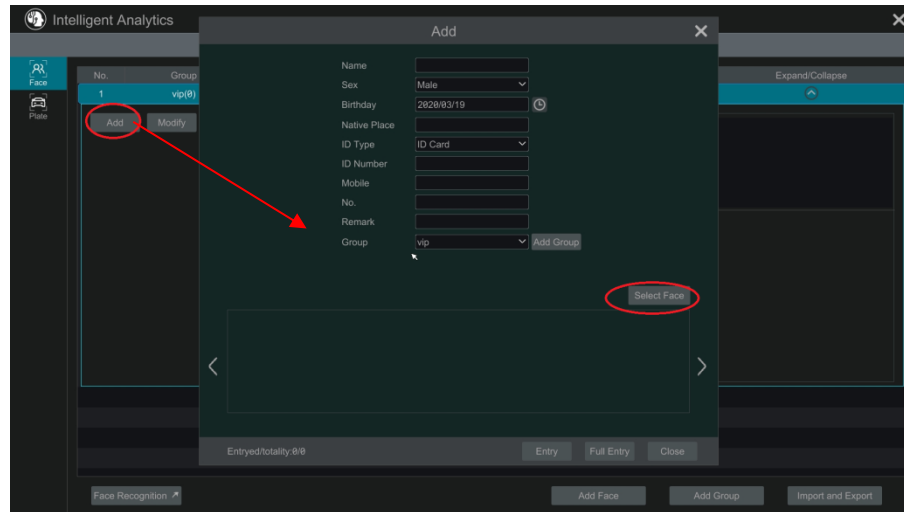 Intelligent Analytics
Add
Face
Plate
No. Group Expand/Collapse
1 vip(0)
Add Modify
Name
Sex Male
Birthday 2020/03/19
Native Place
ID Type ID Card
ID Number
Mobile
No.
Remark
Group vip Add Group
Select Face
Entryed/totality:0/0 Entry Full Entry Close
Face Recognition Add Face Add Group Import and Export